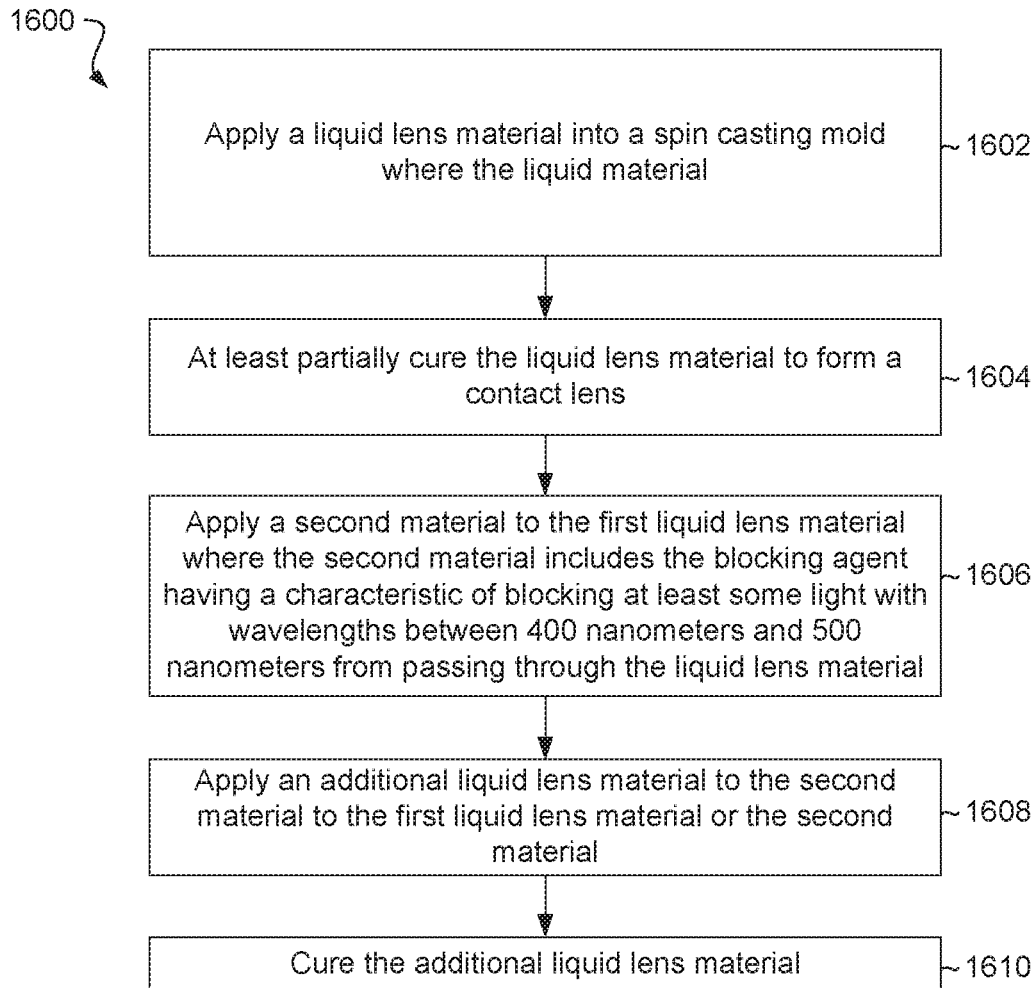 1600
Apply a liquid lens material into a spin casting mold
where the liquid material
1602
At least partially cure the liquid lens material to form a
contact lens
1604
Apply a second material to the first liquid lens material
where the second material includes the blocking agent
having a characteristic of blocking at least some light with
wavelengths between 400 nanometers and 500
nanometers from passing through the liquid lens material
1606
Apply an additional liquid lens material to the second
material to the first liquid lens material or the second
material
1608
Cure the additional liquid lens material
1610